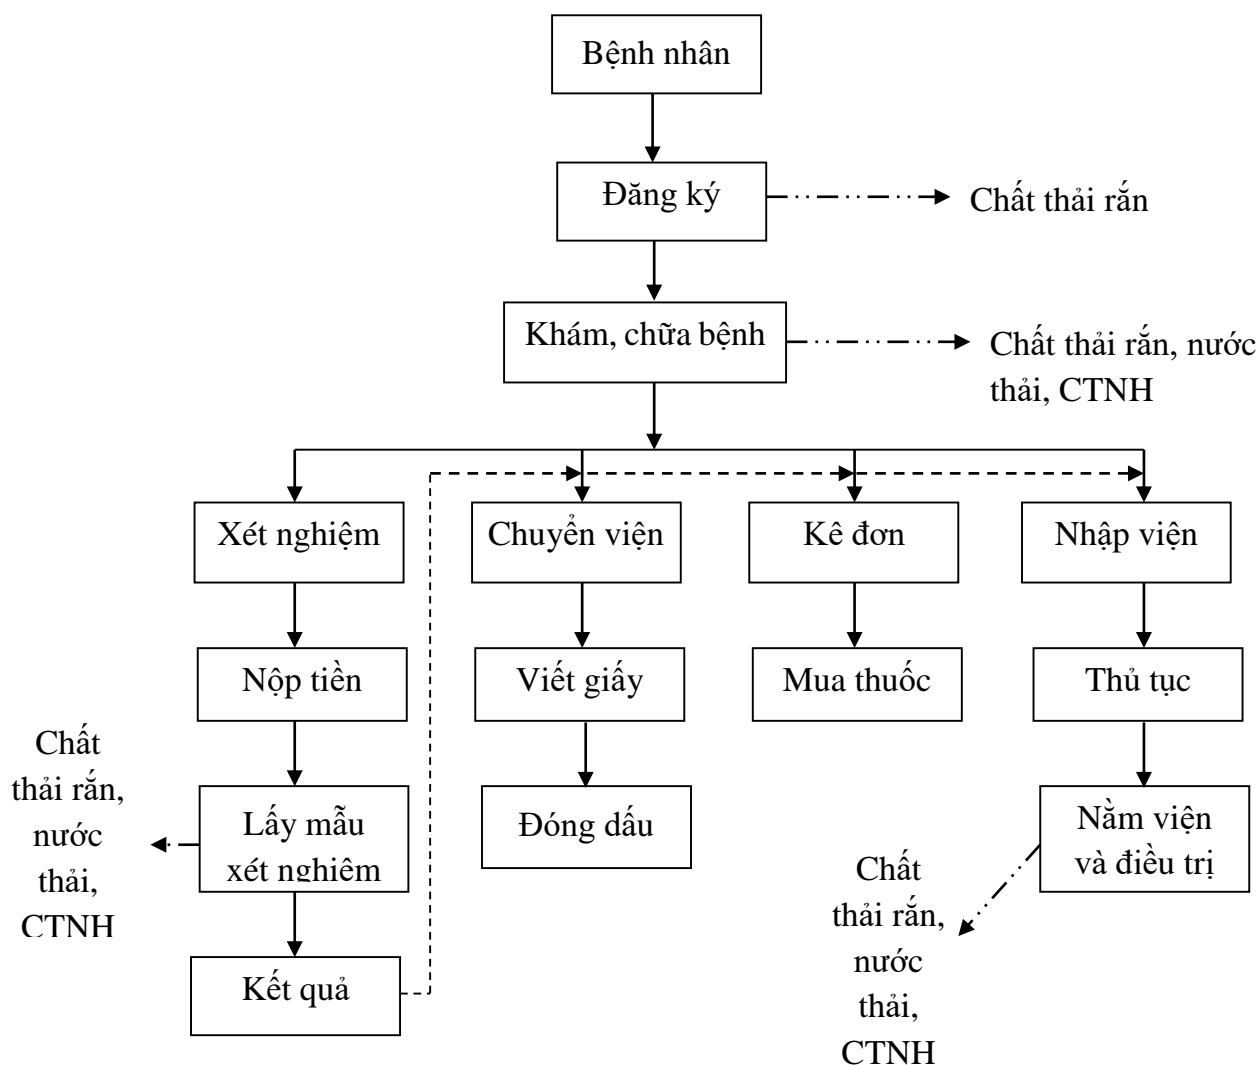 Bệnh nhân
Đăng ký
Chất thải rắn
Khám, chữa bệnh
Chất thải rắn, nước
thải, CTNH
Xét nghiệm
Chuyển viện
Kê đơn
Nhập viện
Nộp tiền
Viết giấy
Mua thuốc
Thủ tục
Chất
thải rắn,
nước
thải,
CTNH
Lấy mẫu
xét nghiệm
Đóng dấu
Nằm viện
và điều trị
Chất
thải rắn,
nước
thải,
CTNH
Kết quả